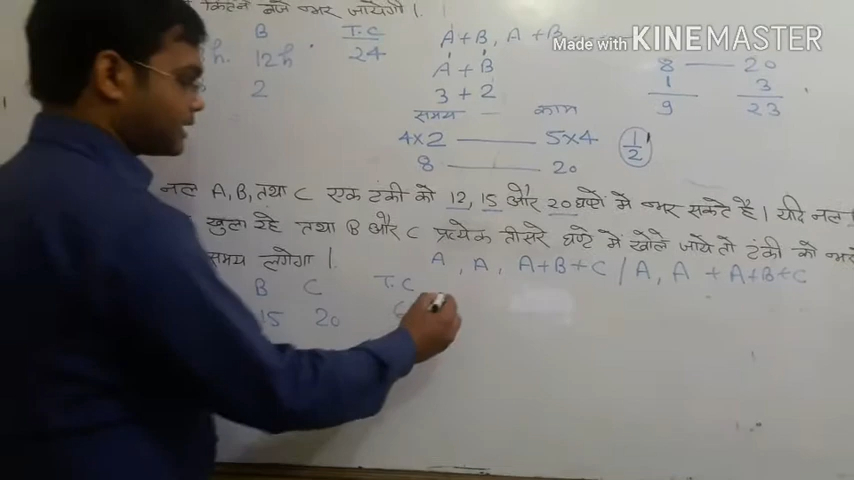 कितने बजे भर जायेगी ।
B T.C A+B, A+B
Made with KINEMASTER
h. 12h 24
A+B 8 — 20
2 3+2 1 3
समय — काम 9 23
4×2 — 5×4 1/2
8 — 20
नल A, B, तथा C एक टंकी को 12, 15 और 20 घण्टो मे भर सकते है । यदि नल
खुला रहे तथा B और C प्रत्येक तीसरे घण्टे में खोले जाये तो टंकी को
समय लगेगा । A, A, A+B+C / A, A + A+B+C
B C T.C
15 20